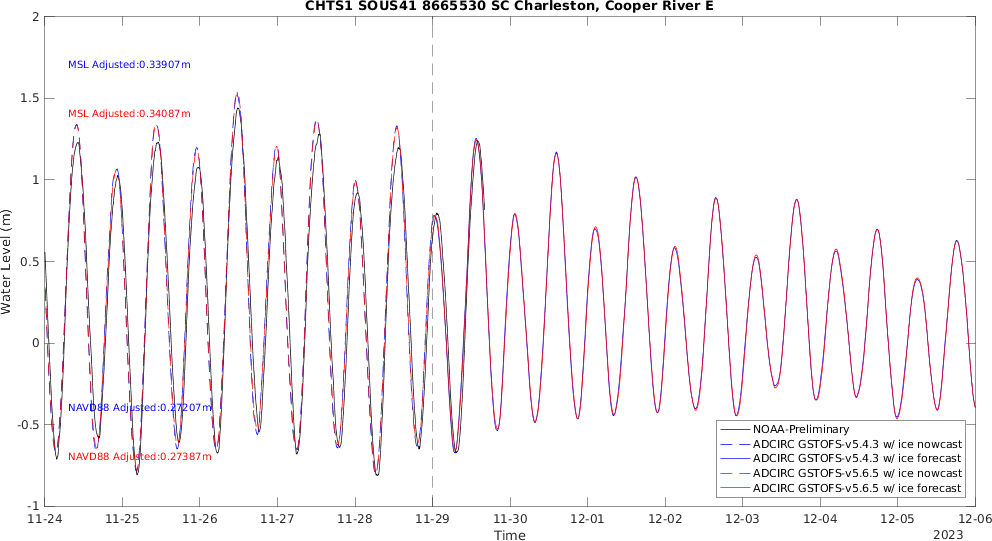 CHTS1 SOUS41 8665530 SC Charleston, Cooper River E
2
1.5
1
0.5
0
-0.5
-1
Water Level (m)
MSL Adjusted:0.33907m
MSL Adjusted:0.34087m
NAVD88 Adjusted:0.27207m
NAVD88 Adjusted:0.27387m
NOAA-Preliminary
ADCIRC GSTOFS-v5.4.3 w/ ice nowcast
ADCIRC GSTOFS-v5.4.3 w/ ice forecast
ADCIRC GSTOFS-v5.6.5 w/ ice nowcast
ADCIRC GSTOFS-v5.6.5 w/ ice forecast
11-24 11-25 11-26 11-27 11-28 11-29 11-30 12-01 12-02 12-03 12-04 12-05 12-06
Time
2023